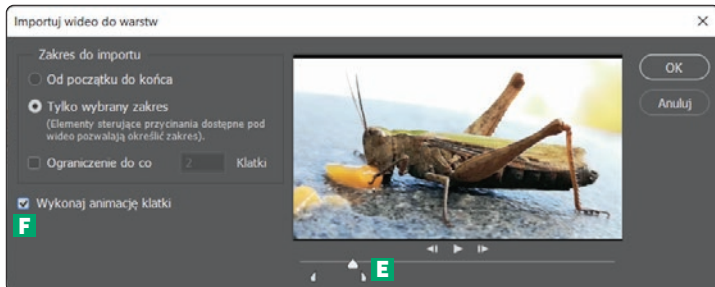 Importuj wideo do warstw
Zakres do importu
Od początku do końca
Tylko wybrany zakres
(Elementy sterujące przycinania dostępne pod
wideo pozwalają określić zakres).
Ograniczenie do co 2 Klatki
Wykonaj animację klatki
F
E
OK
Anuluj